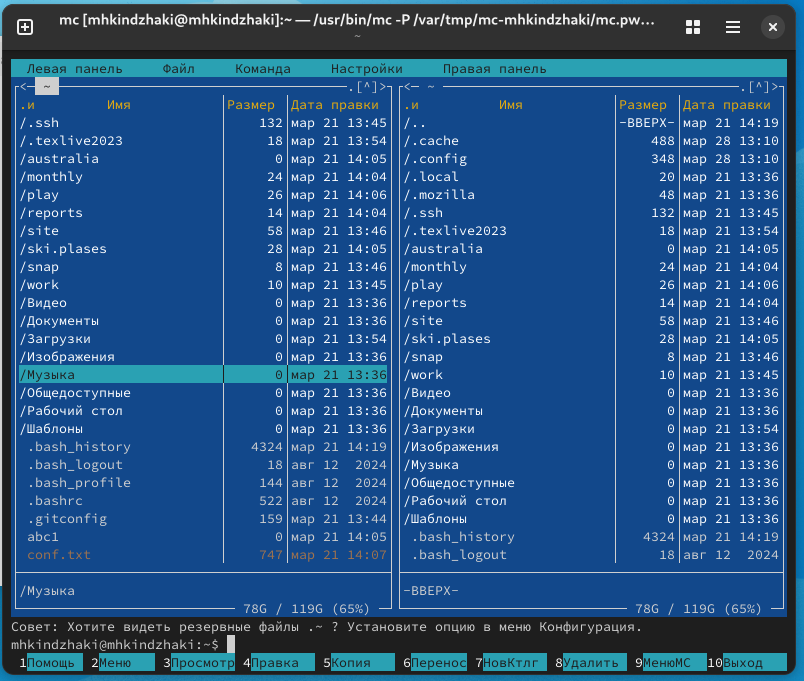 mc [mhkindzhaki@mhkindzhaki]:~ — /usr/bin/mc -P /var/tmp/mc-mhkindzhaki/mc.pw…
~
Левая панель Файл Команда Настройки Правая панель
<- ~ .[^]> <- ~ .[^]>
.и Имя Размер Дата правки .и Имя Размер Дата правки
/.ssh 132 мар 21 13:45 /.. -ВВЕРХ- мар 21 14:19
/.texlive2023 18 мар 21 13:54 /.cache 488 мар 28 13:10
/australia 0 мар 21 14:05 /.config 348 мар 28 13:10
/monthly 24 мар 21 14:04 /.local 20 мар 21 13:36
/play 26 мар 21 14:06 /.mozilla 48 мар 21 13:36
/reports 14 мар 21 14:04 /.ssh 132 мар 21 13:45
/site 58 мар 21 13:46 /.texlive2023 18 мар 21 13:54
/ski.plases 28 мар 21 14:05 /australia 0 мар 21 14:05
/snap 8 мар 21 13:46 /monthly 24 мар 21 14:04
/work 10 мар 21 13:45 /play 26 мар 21 14:06
/Видео 0 мар 21 13:36 /reports 14 мар 21 14:04
/Документы 0 мар 21 13:36 /site 58 мар 21 13:46
/Загрузки 0 мар 21 13:54 /ski.plases 28 мар 21 14:05
/Изображения 0 мар 21 13:36 /snap 8 мар 21 13:46
/Музыка 0 мар 21 13:36 /work 10 мар 21 13:45
/Общедоступные 0 мар 21 13:36 /Видео 0 мар 21 13:36
/Рабочий стол 0 мар 21 13:36 /Документы 0 мар 21 13:36
/Шаблоны 0 мар 21 13:36 /Загрузки 0 мар 21 13:54
.bash_history 4324 мар 21 14:19 /Изображения 0 мар 21 13:36
.bash_logout 18 авг 12 2024 /Музыка 0 мар 21 13:36
.bash_profile 144 авг 12 2024 /Общедоступные 0 мар 21 13:36
.bashrc 522 авг 12 2024 /Рабочий стол 0 мар 21 13:36
.gitconfig 159 мар 21 13:44 /Шаблоны 0 мар 21 13:36
abc1 0 мар 21 14:05 .bash_history 4324 мар 21 14:19
conf.txt 747 мар 21 14:07 .bash_logout 18 авг 12 2024
/Музыка -ВВЕРХ-
78G / 119G (65%) 78G / 119G (65%)
Совет: Хотите видеть резервные файлы .~ ? Установите опцию в меню Конфигурация.
mhkindzhaki@mhkindzhaki:~$
1Помощь 2Меню 3Просмотр 4Правка 5Копия 6Перенос 7НовКтлг 8Удалить 9МенюМС 10Выход